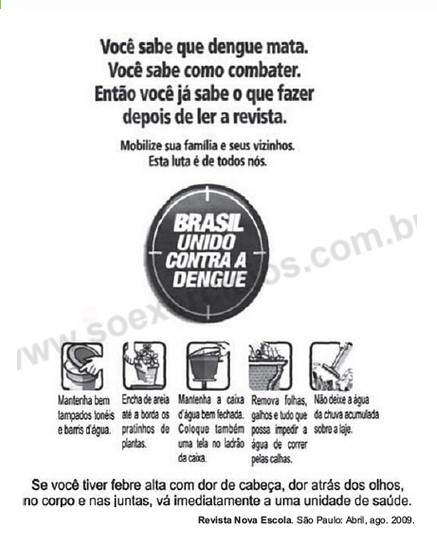 Você sabe que dengue mata.
Você sabe como combater.
Então você já sabe o que fazer
depois de ler a revista.
Mobilize sua família e seus vizinhos.
Esta luta é de todos nós.
BRASIL
UNIDO
CONTRA A
DENGUE
Mantenha bem
tampados tonéis
e barris d'água.
Encha de areia
até a borda os
pratinhos de
plantas.
Mantenha a caixa
d'água bem fechada.
Coloque também
uma tela no ladrão
da caixa.
Remova folhas,
galhos e tudo que
possa impedir a
água de correr
pelas calhas.
Não deixe a água
da chuva acumulada
sobre a laje.
Se você tiver febre alta com dor de cabeça, dor atrás dos olhos,
no corpo e nas juntas, vá imediatamente a uma unidade de saúde.
Revista Nova Escola. São Paulo: Abril, ago. 2009.